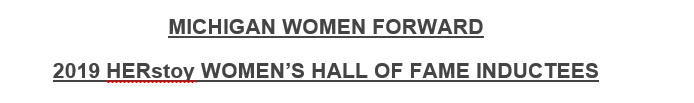 MICHIGAN WOMEN FORWARD
2019 HERstoy WOMEN’S HALL OF FAME INDUCTEES